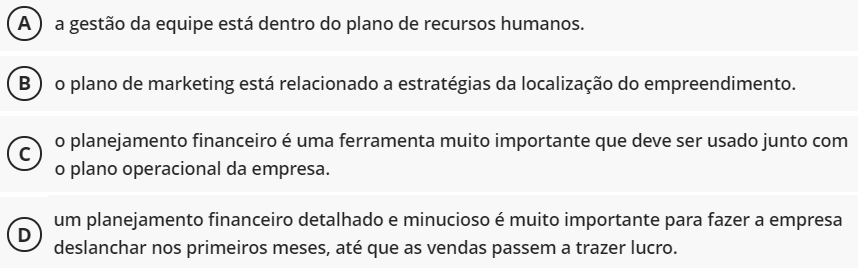 A a gestão da equipe está dentro do plano de recursos humanos.
B o plano de marketing está relacionado a estratégias da localização do empreendimento.
C o planejamento financeiro é uma ferramenta muito importante que deve ser usado junto com
o plano operacional da empresa.
D um planejamento financeiro detalhado e minucioso é muito importante para fazer a empresa
deslanchar nos primeiros meses, até que as vendas passem a trazer lucro.